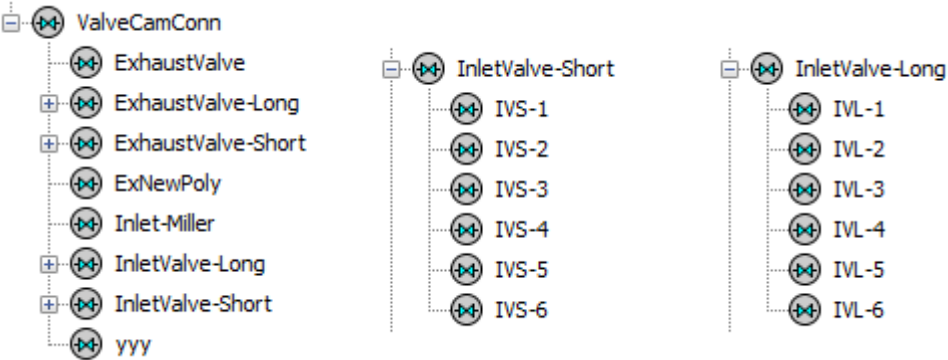 ValveCamConn
ExhaustValve
ExhaustValve-Long
ExhaustValve-Short
ExNewPoly
Inlet-Miller
InletValve-Long
InletValve-Short
yyy
InletValve-Short
IVS-1
IVS-2
IVS-3
IVS-4
IVS-5
IVS-6
InletValve-Long
IVL-1
IVL-2
IVL-3
IVL-4
IVL-5
IVL-6